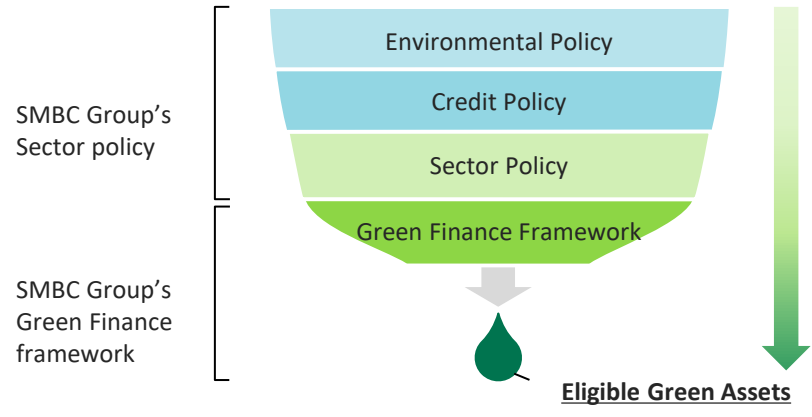 Environmental Policy
Credit Policy
Sector Policy
Green Finance Framework
SMBC Group’s
Sector policy
SMBC Group’s
Green Finance
framework
Eligible Green Assets